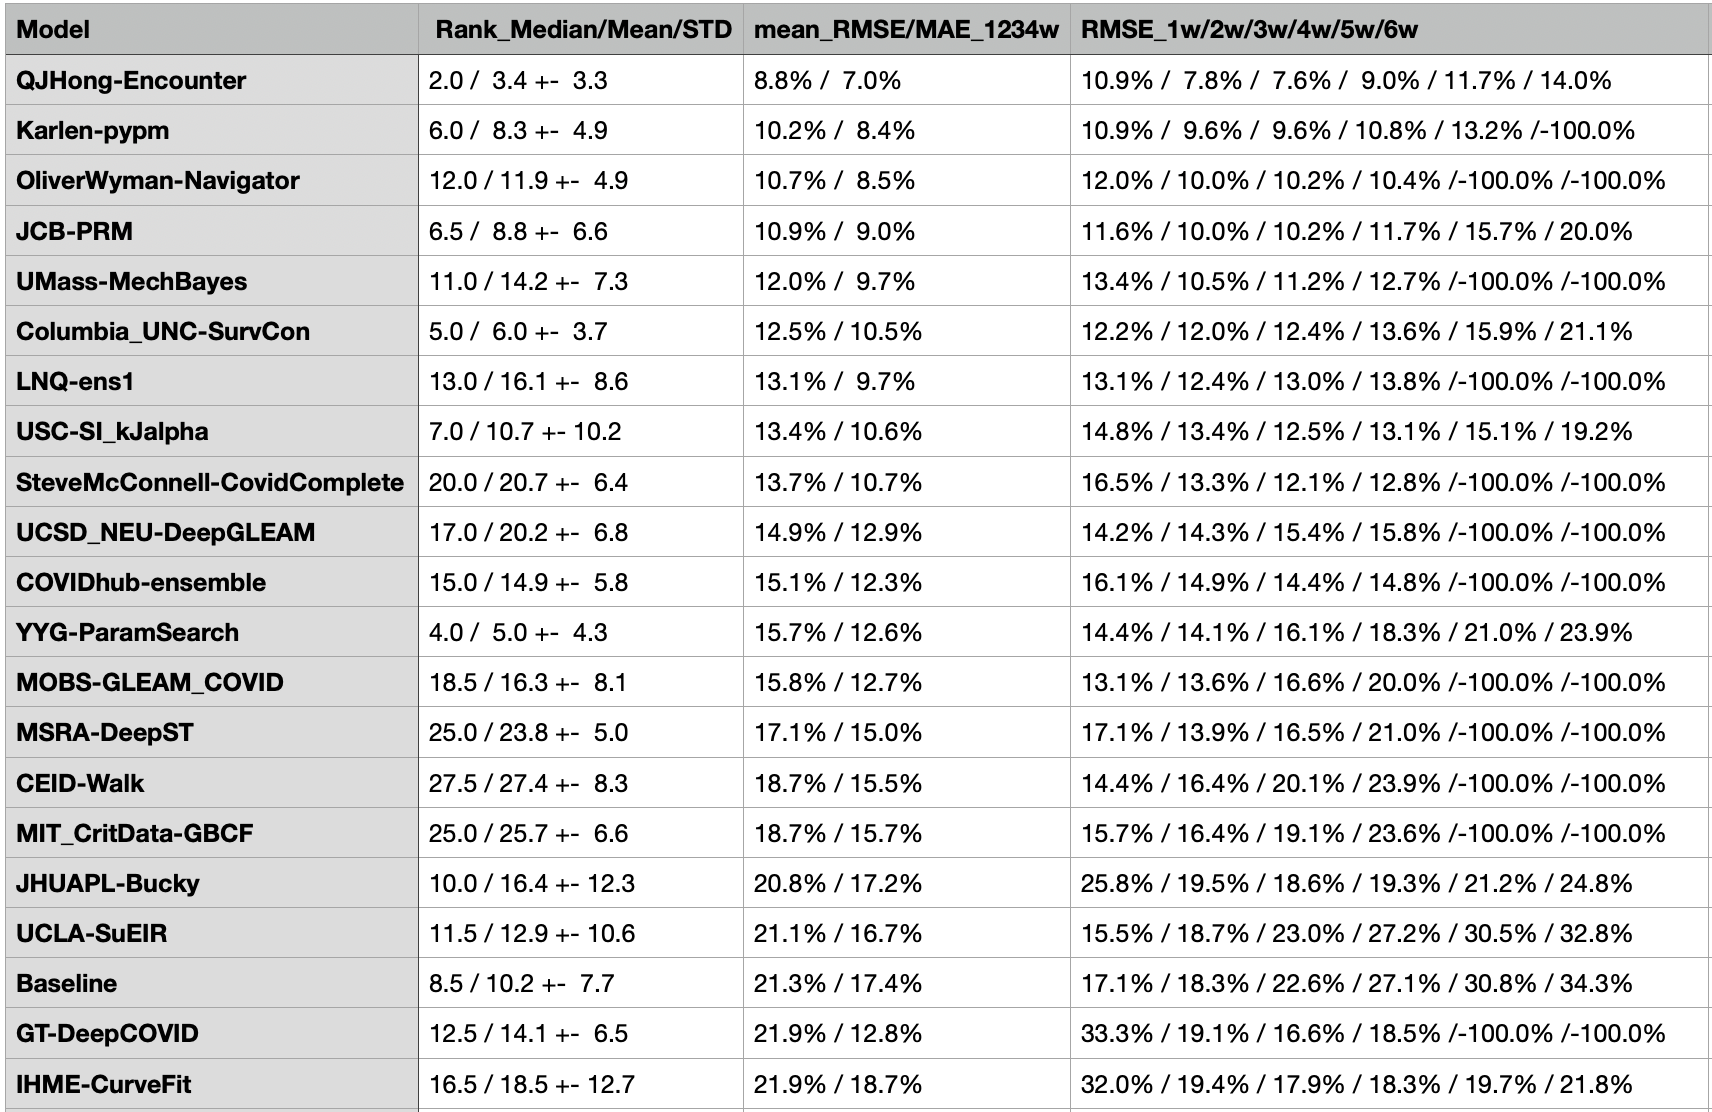 Model Rank_Median/Mean/STD mean_RMSE/MAE_1234w RMSE_1w/2w/3w/4w/5w/6w
QJHong-Encounter 2.0 / 3.4 +- 3.3 8.8% / 7.0% 10.9% / 7.8% / 7.6% / 9.0% / 11.7% / 14.0%
Karlen-pypm 6.0 / 8.3 +- 4.9 10.2% / 8.4% 10.9% / 9.6% / 9.6% / 10.8% / 13.2% /-100.0%
OliverWyman-Navigator 12.0 / 11.9 +- 4.9 10.7% / 8.5% 12.0% / 10.0% / 10.2% / 10.4% /-100.0% /-100.0%
JCB-PRM 6.5 / 8.8 +- 6.6 10.9% / 9.0% 11.6% / 10.0% / 10.2% / 11.7% / 15.7% / 20.0%
UMass-MechBayes 11.0 / 14.2 +- 7.3 12.0% / 9.7% 13.4% / 10.5% / 11.2% / 12.7% /-100.0% /-100.0%
Columbia_UNC-SurvCon 5.0 / 6.0 +- 3.7 12.5% / 10.5% 12.2% / 12.0% / 12.4% / 13.6% / 15.9% / 21.1%
LNQ-ens1 13.0 / 16.1 +- 8.6 13.1% / 9.7% 13.1% / 12.4% / 13.0% / 13.8% /-100.0% /-100.0%
USC-SI_kJalpha 7.0 / 10.7 +- 10.2 13.4% / 10.6% 14.8% / 13.4% / 12.5% / 13.1% / 15.1% / 19.2%
SteveMcConnell-CovidComplete 20.0 / 20.7 +- 6.4 13.7% / 10.7% 16.5% / 13.3% / 12.1% / 12.8% /-100.0% /-100.0%
UCSD_NEU-DeepGLEAM 17.0 / 20.2 +- 6.8 14.9% / 12.9% 14.2% / 14.3% / 15.4% / 15.8% /-100.0% /-100.0%
COVIDhub-ensemble 15.0 / 14.9 +- 5.8 15.1% / 12.3% 16.1% / 14.9% / 14.4% / 14.8% /-100.0% /-100.0%
YYG-ParamSearch 4.0 / 5.0 +- 4.3 15.7% / 12.6% 14.4% / 14.1% / 16.1% / 18.3% / 21.0% / 23.9%
MOBS-GLEAM_COVID 18.5 / 16.3 +- 8.1 15.8% / 12.7% 13.1% / 13.6% / 16.6% / 20.0% /-100.0% /-100.0%
MSRA-DeepST 25.0 / 23.8 +- 5.0 17.1% / 15.0% 17.1% / 13.9% / 16.5% / 21.0% /-100.0% /-100.0%
CEID-Walk 27.5 / 27.4 +- 8.3 18.7% / 15.5% 14.4% / 16.4% / 20.1% / 23.9% /-100.0% /-100.0%
MIT_CritData-GBCF 25.0 / 25.7 +- 6.6 18.7% / 15.7% 15.7% / 16.4% / 19.1% / 23.6% /-100.0% /-100.0%
JHUAPL-Bucky 10.0 / 16.4 +- 12.3 20.8% / 17.2% 25.8% / 19.5% / 18.6% / 19.3% / 21.2% / 24.8%
UCLA-SuEIR 11.5 / 12.9 +- 10.6 21.1% / 16.7% 15.5% / 18.7% / 23.0% / 27.2% / 30.5% / 32.8%
Baseline 8.5 / 10.2 +- 7.7 21.3% / 17.4% 17.1% / 18.3% / 22.6% / 27.1% / 30.8% / 34.3%
GT-DeepCOVID 12.5 / 14.1 +- 6.5 21.9% / 12.8% 33.3% / 19.1% / 16.6% / 18.5% /-100.0% /-100.0%
IHME-CurveFit 16.5 / 18.5 +- 12.7 21.9% / 18.7% 32.0% / 19.4% / 17.9% / 18.3% / 19.7% / 21.8%